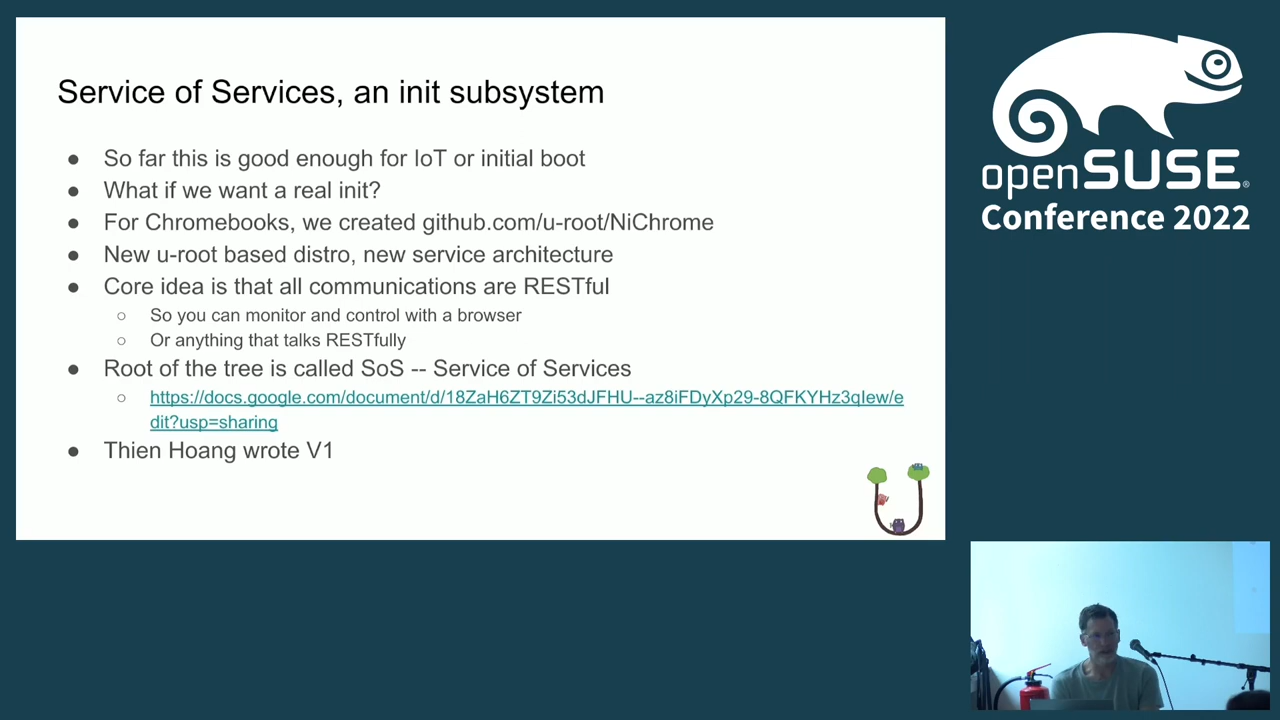 Service of Services, an init subsystem
● So far this is good enough for IoT or initial boot
● What if we want a real init?
● For Chromebooks, we created github.com/u-root/NiChrome
● New u-root based distro, new service architecture
● Core idea is that all communications are RESTful
○ So you can monitor and control with a browser
○ Or anything that talks RESTfully
● Root of the tree is called SoS -- Service of Services
○ https://docs.google.com/document/d/18ZaH6ZT9Zi53dJFHU--az8iFDyXp29-8QFKYHz3qIew/e
dit?usp=sharing
● Thien Hoang wrote V1
openSUSE®
Conference 2022